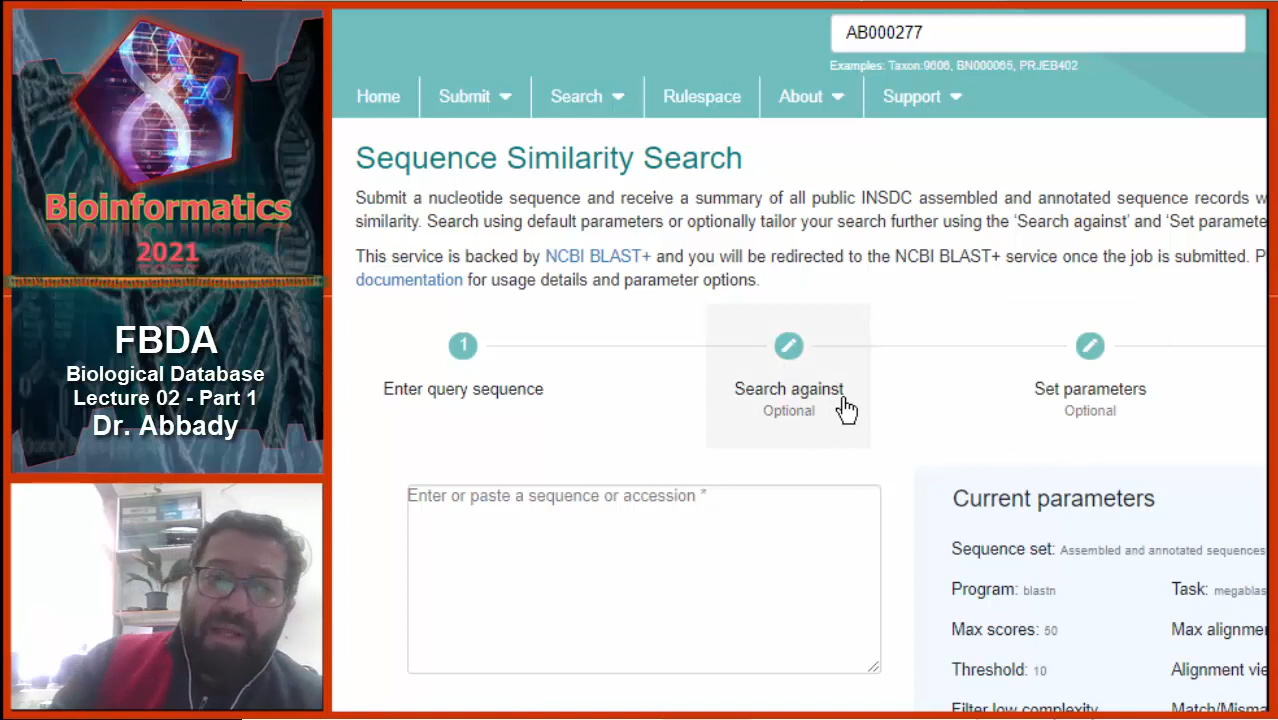 Bioinformatics
2021
FBDA
Biological Database
Lecture 02 - Part 1
Dr. Abbady
AB000277
Examples: Taxon:9606, BN000065, PRJEB402
Home
Submit
Search
Rulespace
About
Support
Sequence Similarity Search
Submit a nucleotide sequence and receive a summary of all public INSDC assembled and annotated sequence records w
similarity. Search using default parameters or optionally tailor your search further using the 'Search against' and 'Set paramete
This service is backed by NCBI BLAST+ and you will be redirected to the NCBI BLAST+ service once the job is submitted. P
documentation for usage details and parameter options.
1
Enter query sequence
Search against
Optional
Set parameters
Optional
Enter or paste a sequence or accession *
Current parameters
Sequence set: Assembled and annotated sequences
Program: blastn
Task: megablas
Max scores: 50
Max alignme
Threshold: 10
Alignment vie
Filter low complexity
Match/Misma